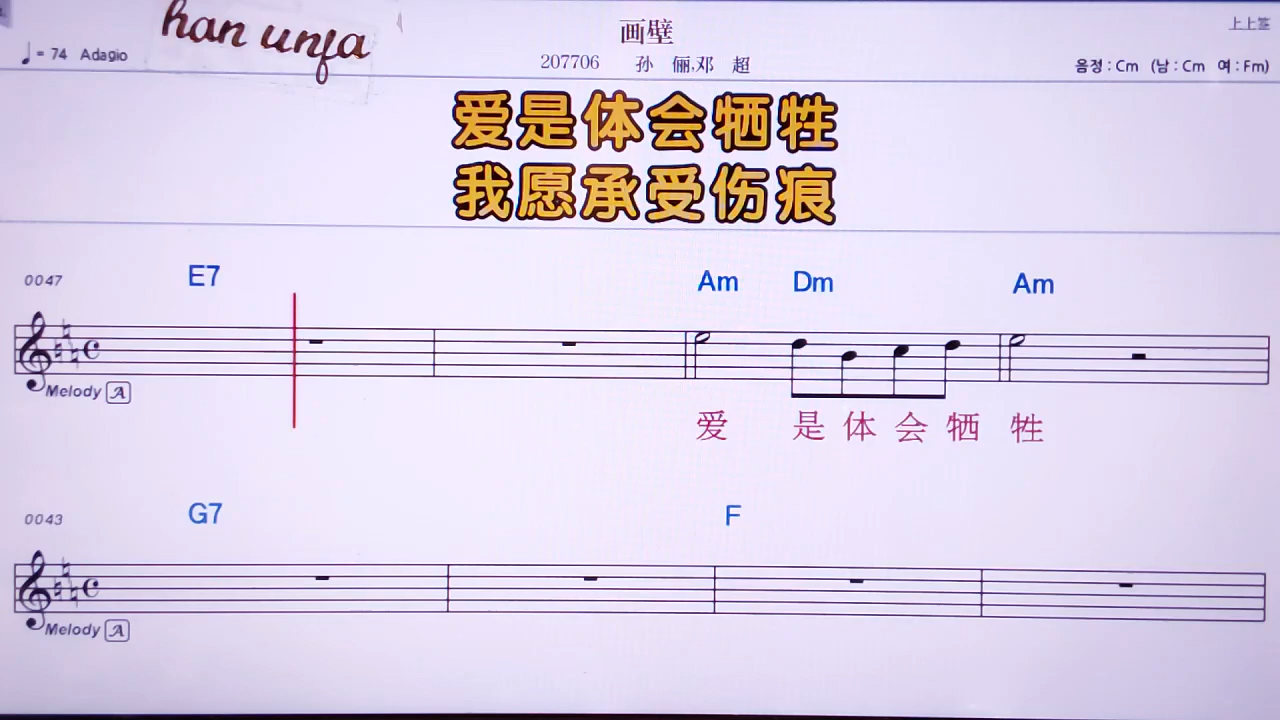 han unfa
画壁
上上签
♩= 74 Adagio
207706 孙 俪,邓 超
음정 : Cm (남 : Cm 여 : Fm)
爱是体会牺牲
我愿承受伤痕
0047 E7 Am Dm Am
Melody A
爱 是 体 会 牺 牲
0043 G7 F
Melody A